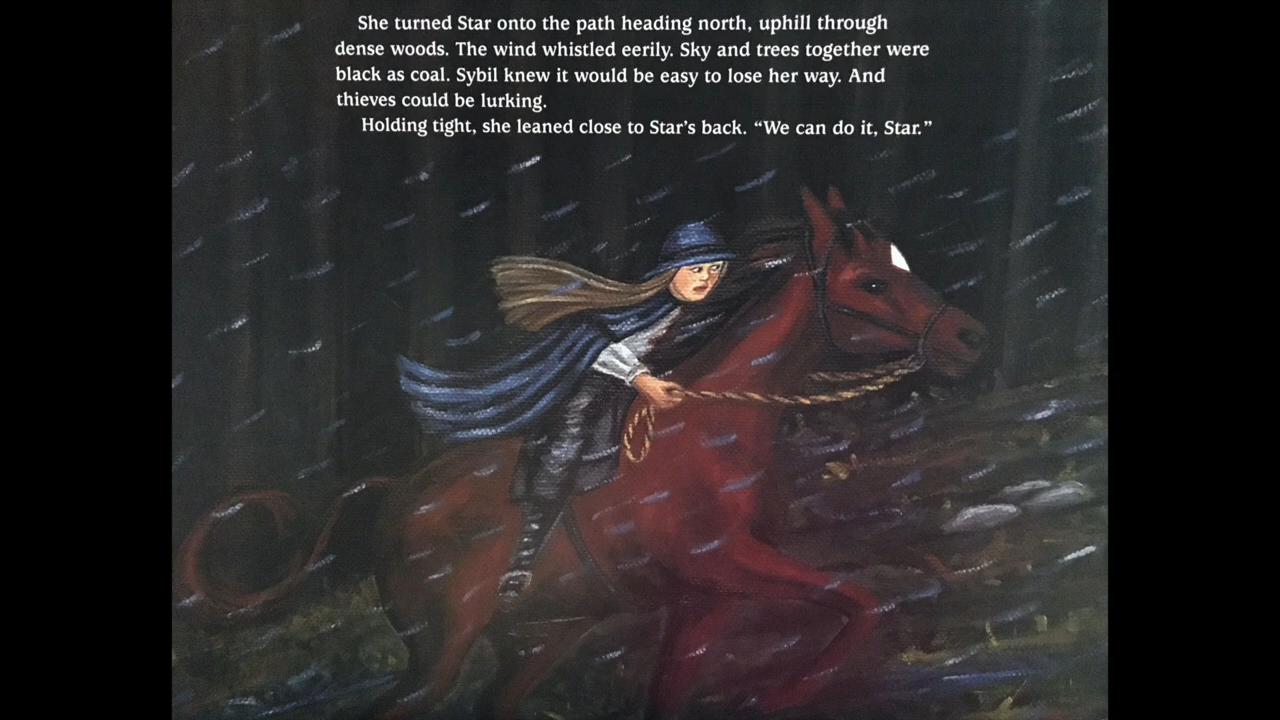 She turned Star onto the path heading north, uphill through
dense woods. The wind whistled eerily. Sky and trees together were
black as coal. Sybil knew it would be easy to lose her way. And
thieves could be lurking.
Holding tight, she leaned close to Star’s back. “We can do it, Star.”